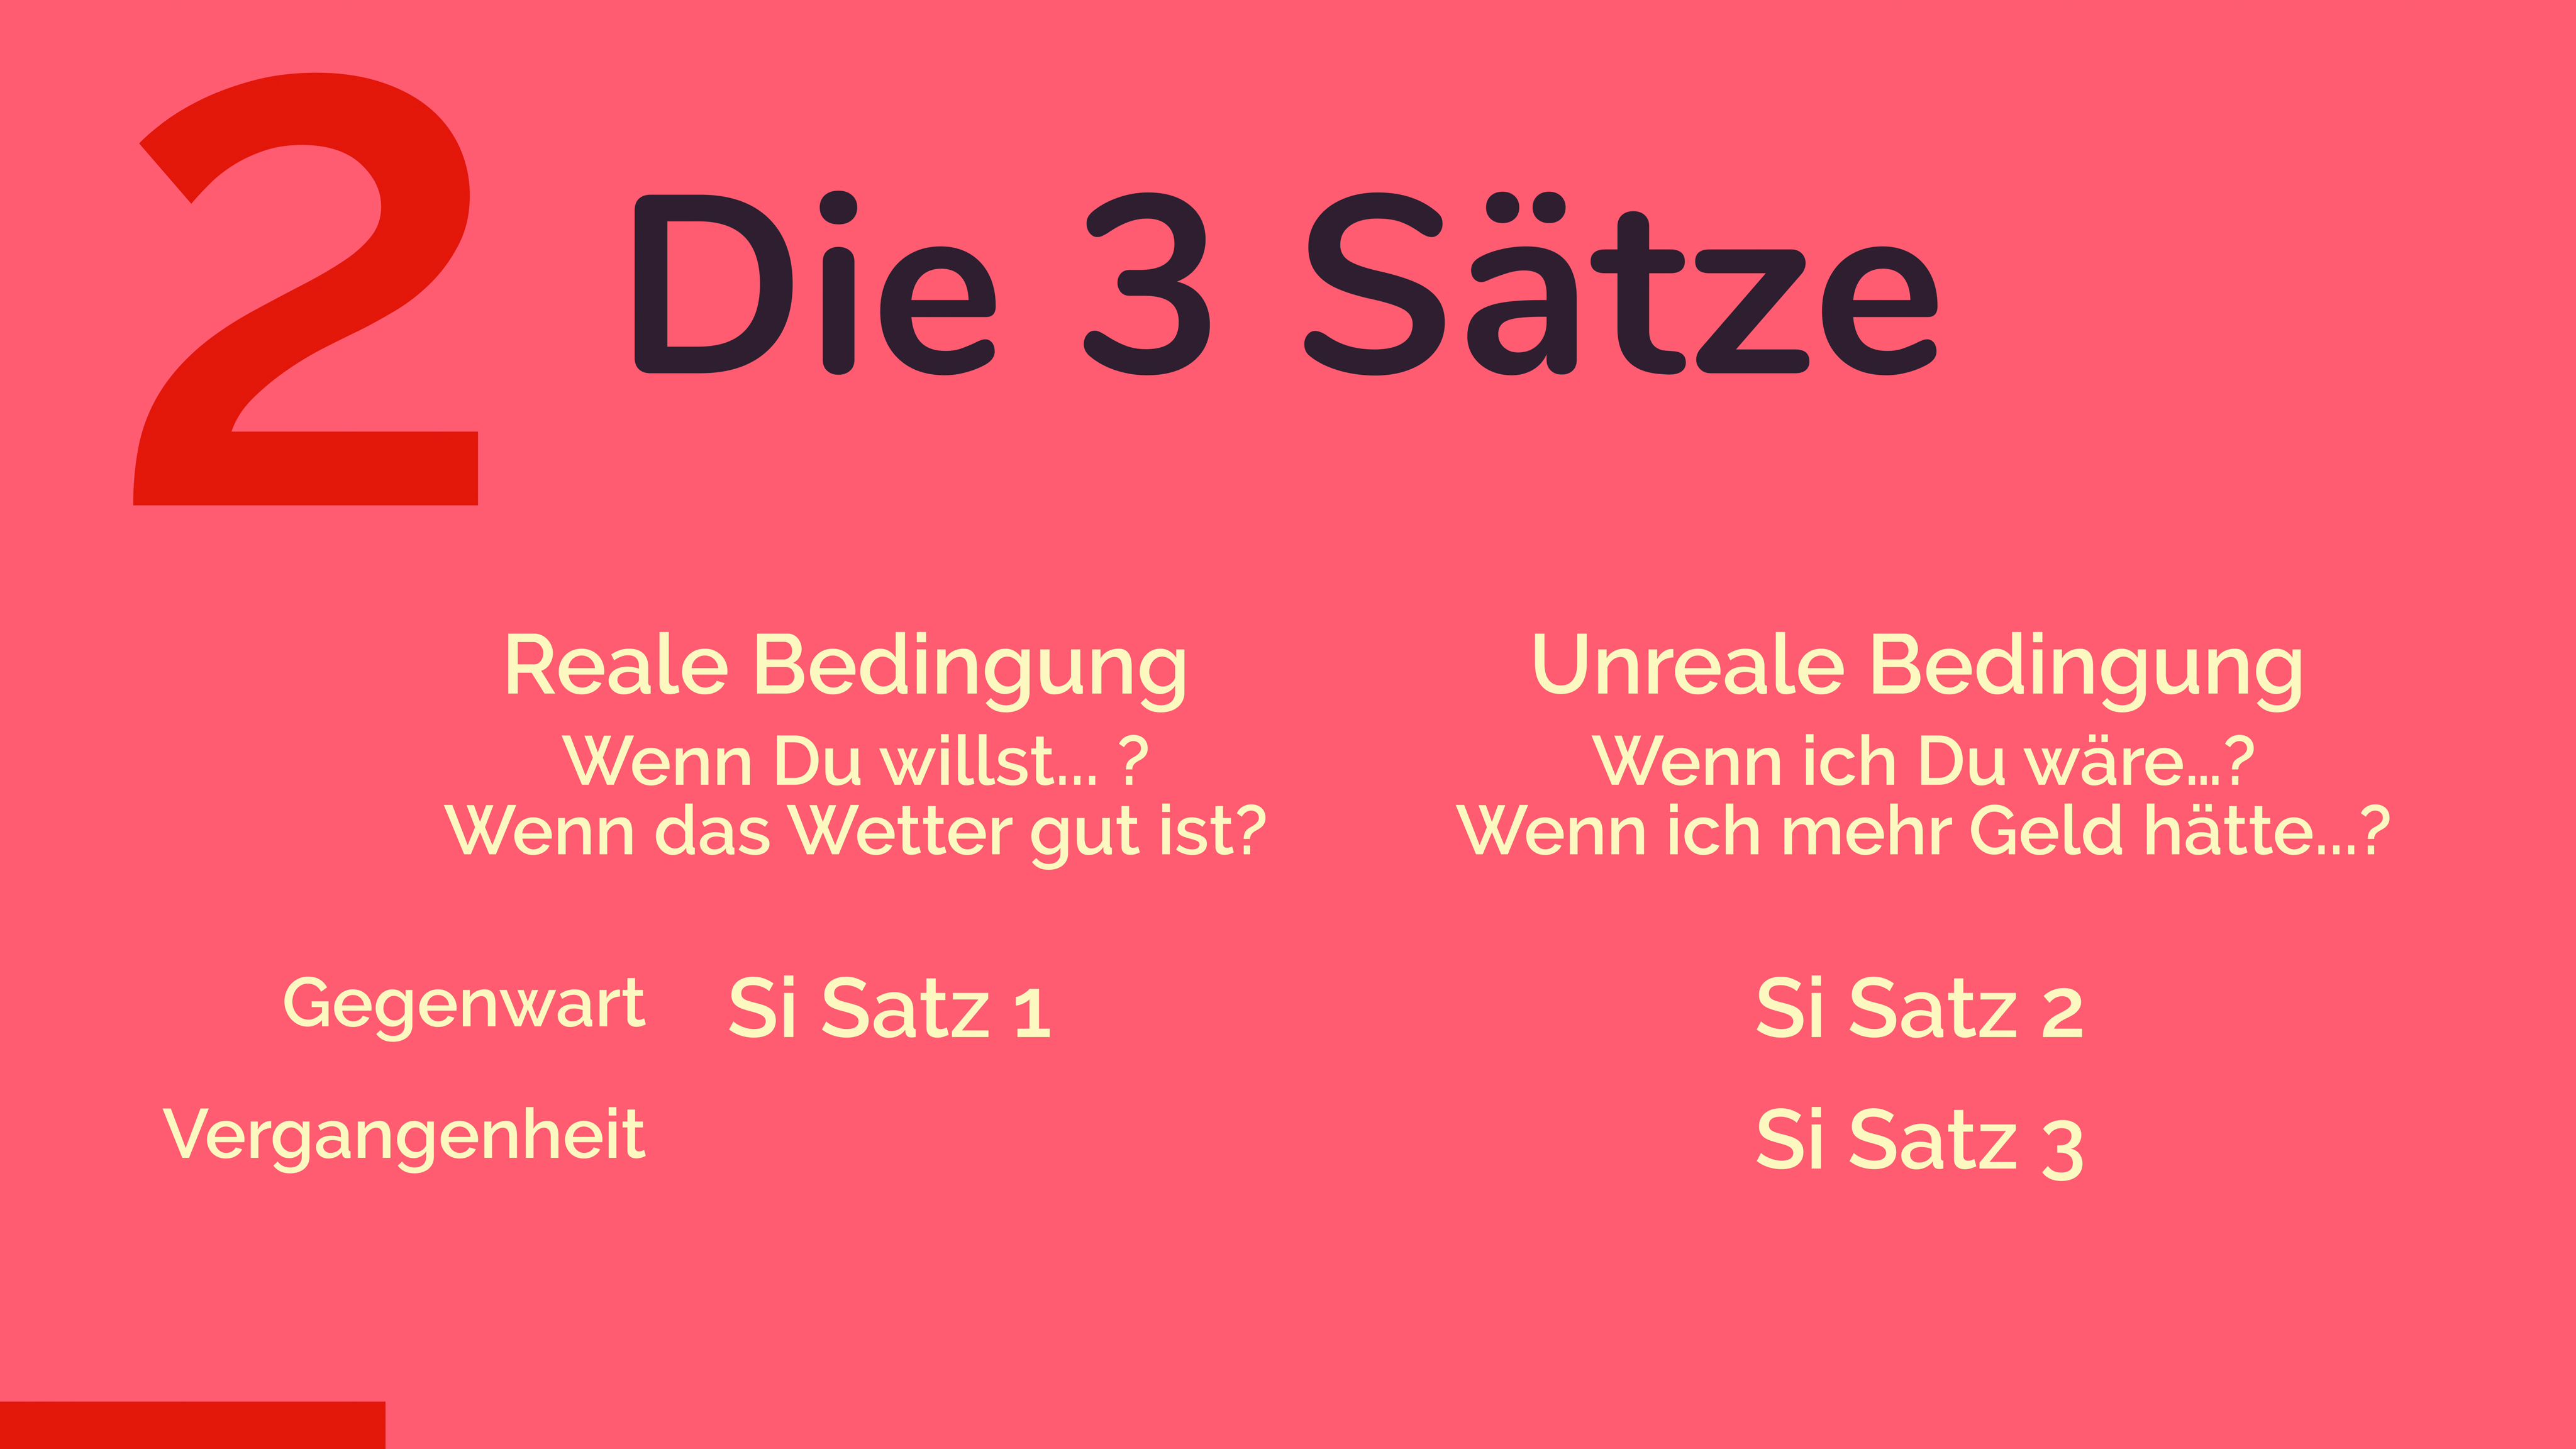 2
Die 3 Sätze
Reale Bedingung
Wenn Du willst... ?
Wenn das Wetter gut ist?
Unreale Bedingung
Wenn ich Du wäre...?
Wenn ich mehr Geld hätte...?
Gegenwart
Si Satz 1
Si Satz 2
Vergangenheit
Si Satz 3